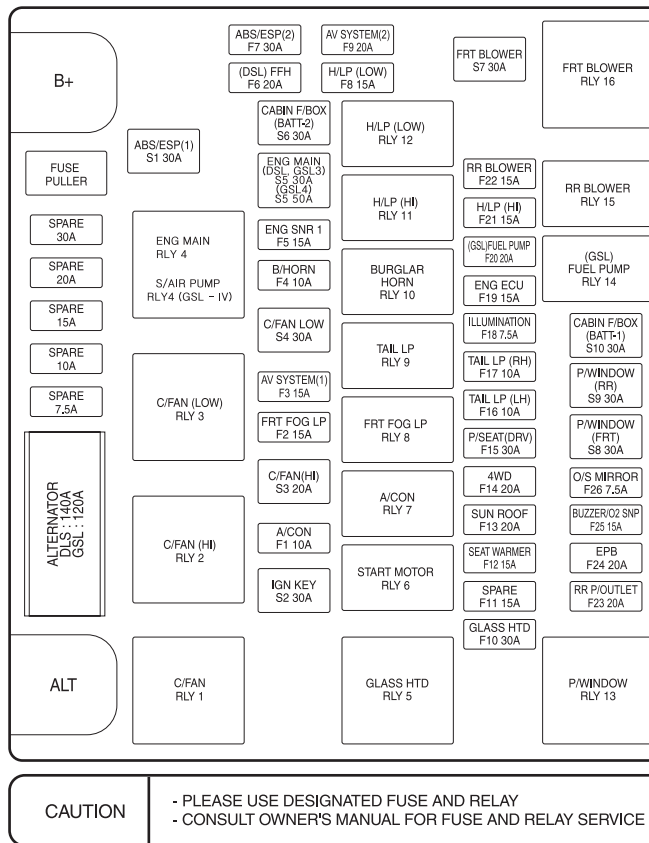 B+
FUSE
PULLER
SPARE
30A
SPARE
20A
SPARE
15A
SPARE
10A
SPARE
7.5A
ALTERNATOR
DLS : 140A
GSL : 120A
ALT
ABS/ESP(1)
S1 30A
ENG MAIN
RLY 4
S/AIR PUMP
RLY4 (GSL - IV)
C/FAN (LOW)
RLY 3
C/FAN (HI)
RLY 2
C/FAN
RLY 1
ABS/ESP(2)
F7 30A
(DSL) FFH
F6 20A
CABIN F/BOX
(BATT-2)
S6 30A
ENG MAIN
(DSL, GSL3)
S5 30A
(GSL4)
S5 50A
ENG SNR 1
F5 15A
B/HORN
F4 10A
C/FAN LOW
S4 30A
AV SYSTEM(1)
F3 15A
FRT FOG LP
F2 15A
C/FAN(HI)
S3 20A
A/CON
F1 10A
IGN KEY
S2 30A
AV SYSTEM(2)
F9 20A
H/LP (LOW)
F8 15A
H/LP (LOW)
RLY 12
H/LP (HI)
RLY 11
BURGLAR
HORN
RLY 10
TAIL LP
RLY 9
FRT FOG LP
RLY 8
A/CON
RLY 7
START MOTOR
RLY 6
GLASS HTD
RLY 5
FRT BLOWER
S7 30A
RR BLOWER
F22 15A
H/LP (HI)
F21 15A
(GSL)FUEL PUMP
F20 20A
ENG ECU
F19 15A
ILLUMINATION
F18 7.5A
TAIL LP (RH)
F17 10A
TAIL LP (LH)
F16 10A
P/SEAT(DRV)
F15 30A
4WD
F14 20A
SUN ROOF
F13 20A
SEAT WARMER
F12 15A
SPARE
F11 15A
GLASS HTD
F10 30A
FRT BLOWER
RLY 16
RR BLOWER
RLY 15
(GSL)
FUEL PUMP
RLY 14
CABIN F/BOX
(BATT-1)
S10 30A
P/WINDOW
(RR)
S9 30A
P/WINDOW
(FRT)
S8 30A
O/S MIRROR
F26 7.5A
BUZZER/O2 SNP
F25 15A
EPB
F24 20A
RR P/OUTLET
F23 20A
P/WINDOW
RLY 13
CAUTION
- PLEASE USE DESIGNATED FUSE AND RELAY
- CONSULT OWNER'S MANUAL FOR FUSE AND RELAY SERVICE